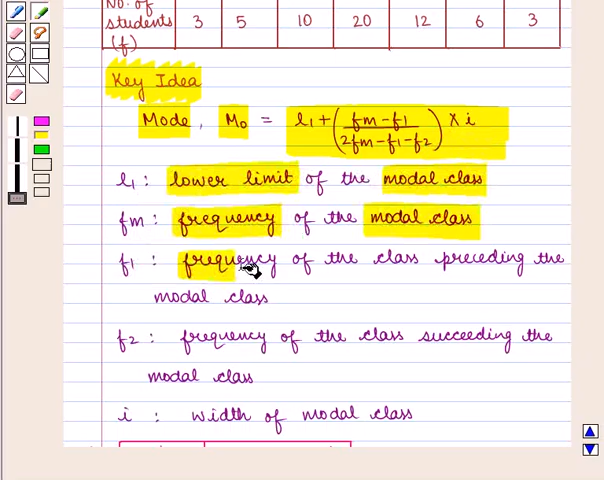 No. of
students 3 5 10 20 12 6 3
(f)
Key Idea
Mode, Mo = l1 + (fm - f1 / 2fm - f1 - f2) × i
l1 : lower limit of the modal class
fm : frequency of the modal class
f1 : frequency of the class preceding the
modal class
f2 : frequency of the class succeeding the
modal class
i : width of modal class